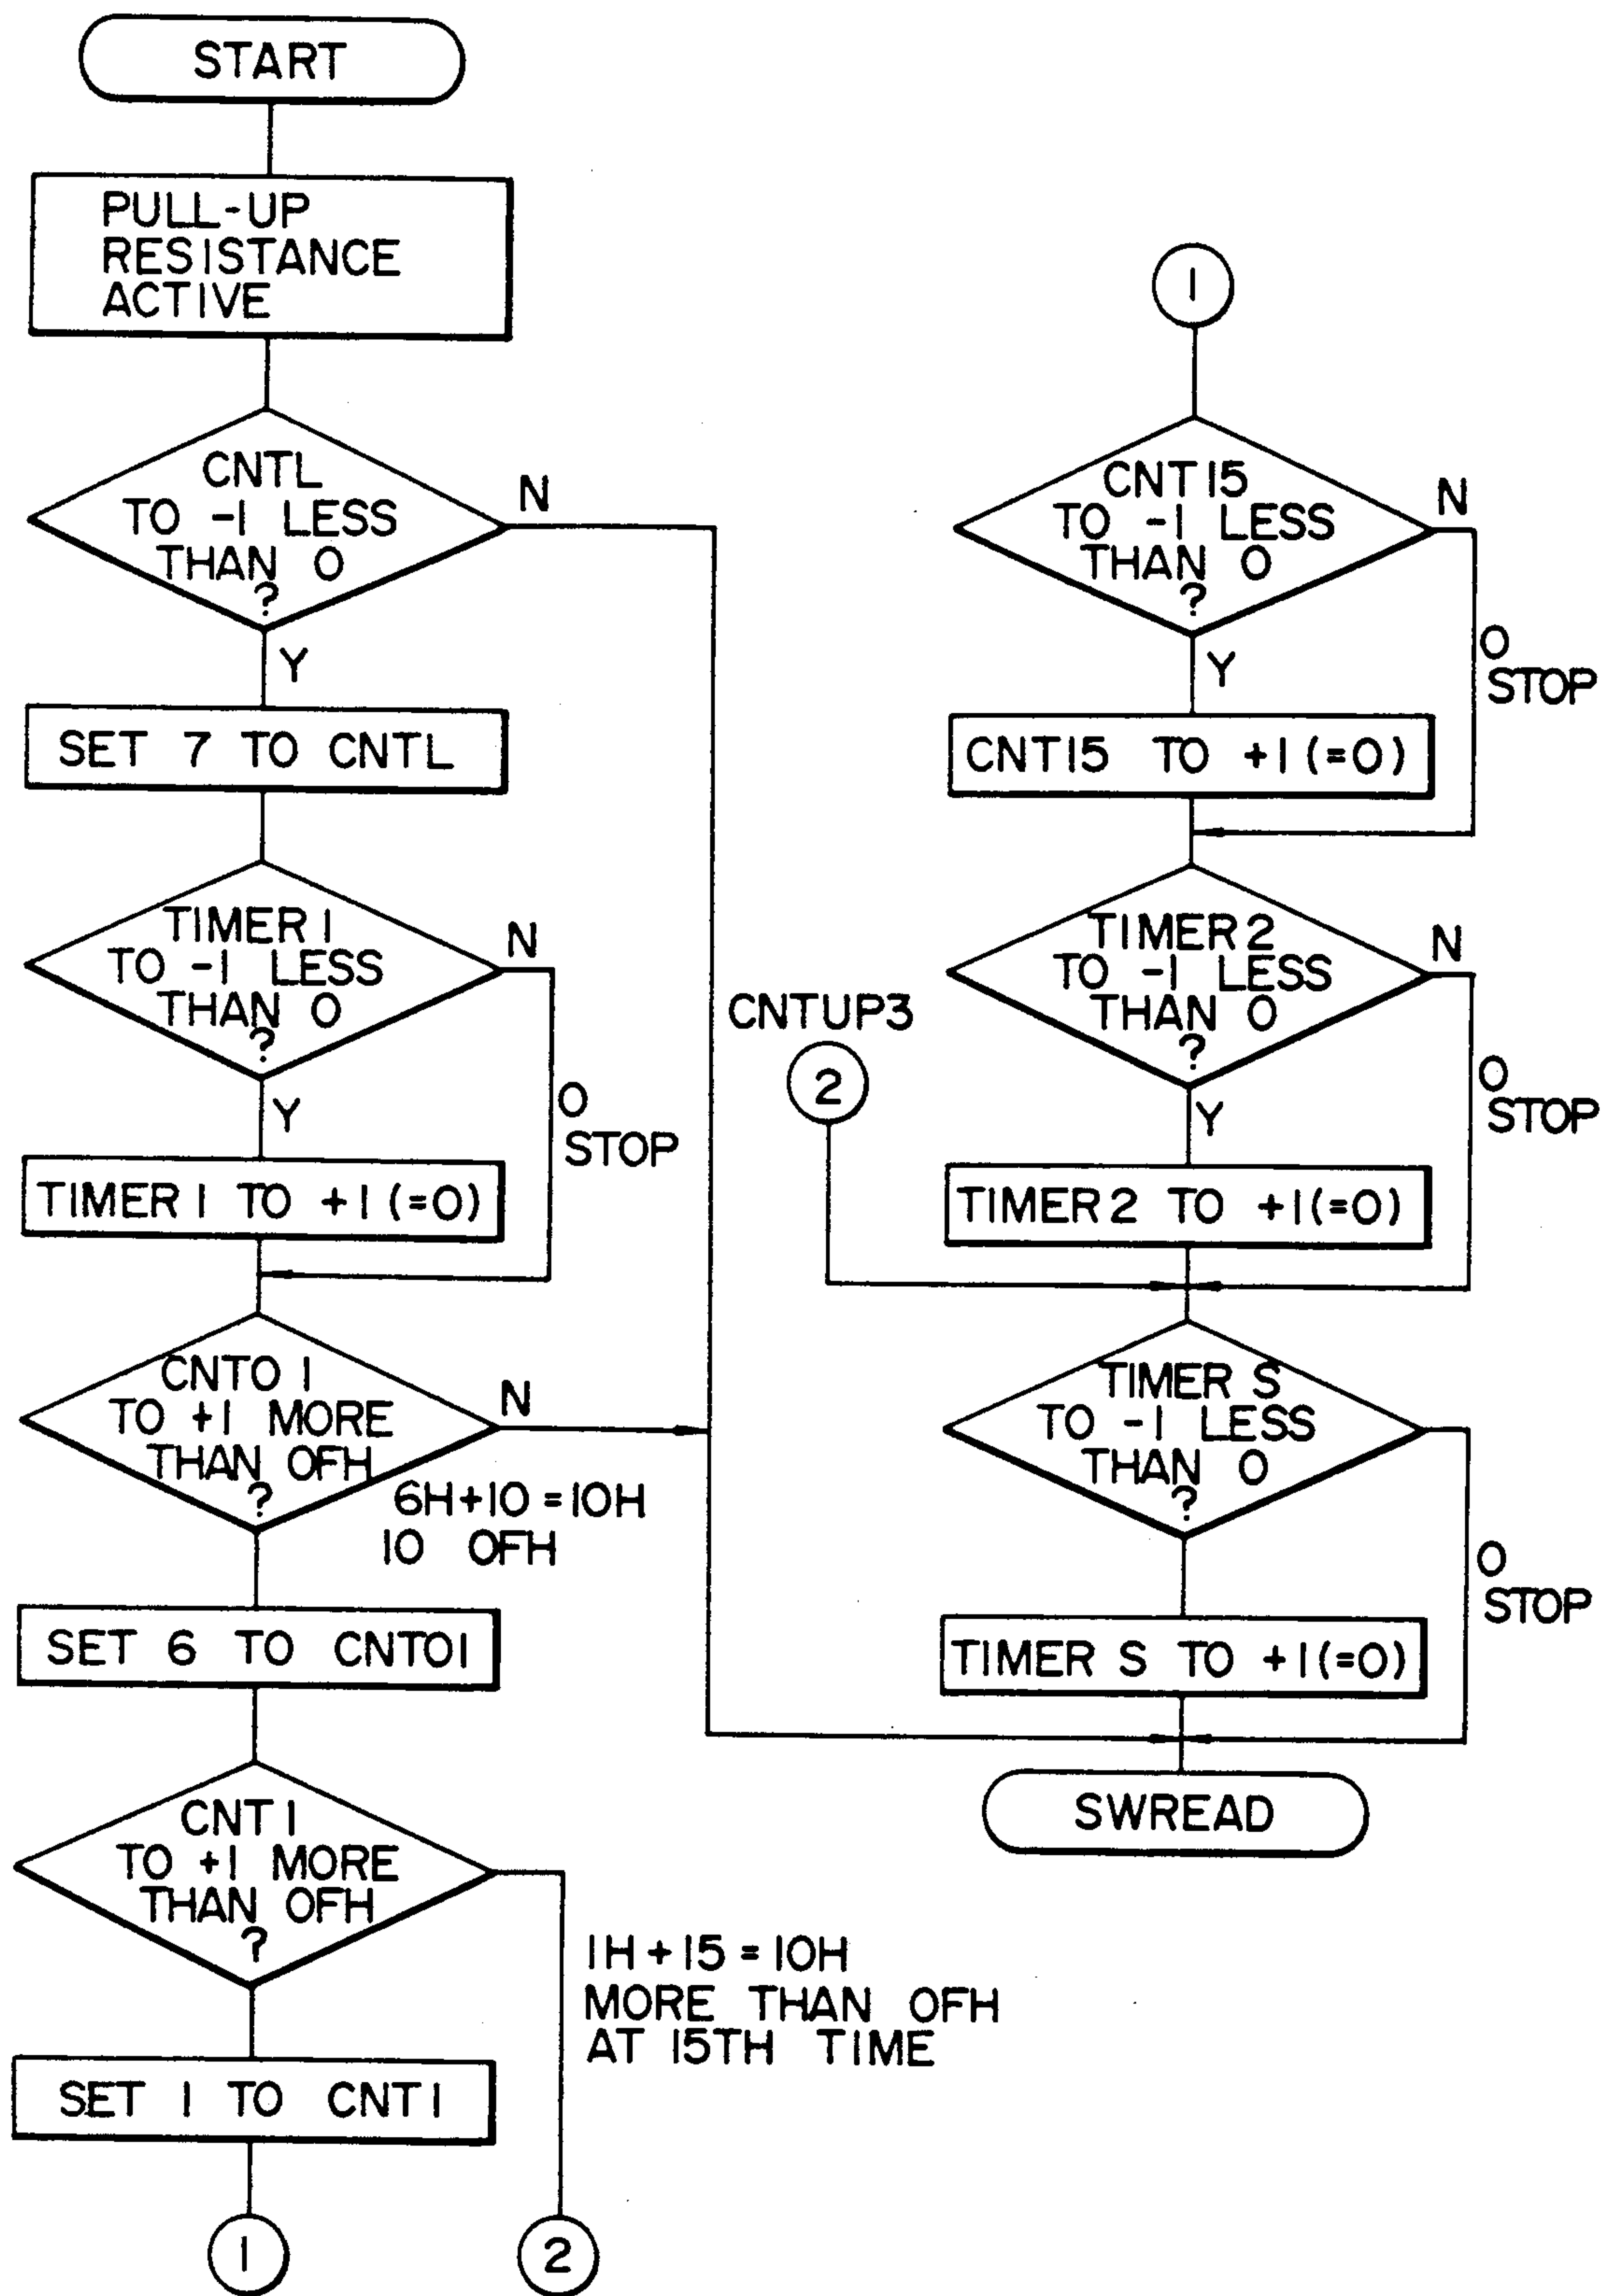 START
PULL-UP
RESISTANCE
ACTIVE
CNTL
TO -1 LESS
THAN 0
?
N
Y
SET 7 TO CNTL
TIMER 1
TO -1 LESS
THAN 0
?
N
Y
0
STOP
TIMER 1 TO +1 (=0)
CNT0 1
TO +1 MORE
THAN 0FH
?
N
6H+10=10H
10 0FH
SET 6 TO CNT01
CNT 1
TO +1 MORE
THAN 0FH
?
1H+15=10H
MORE THAN 0FH
AT 15TH TIME
SET 1 TO CNT 1
1
2
1
CNT15
TO -1 LESS
THAN 0
?
N
Y
0
STOP
CNT15 TO +1 (=0)
TIMER2
TO -1 LESS
THAN 0
?
N
Y
0
STOP
CNTUP3
2
TIMER2 TO +1(=0)
TIMER S
TO -1 LESS
THAN 0
?
0
STOP
TIMER S TO +1(=0)
SWREAD